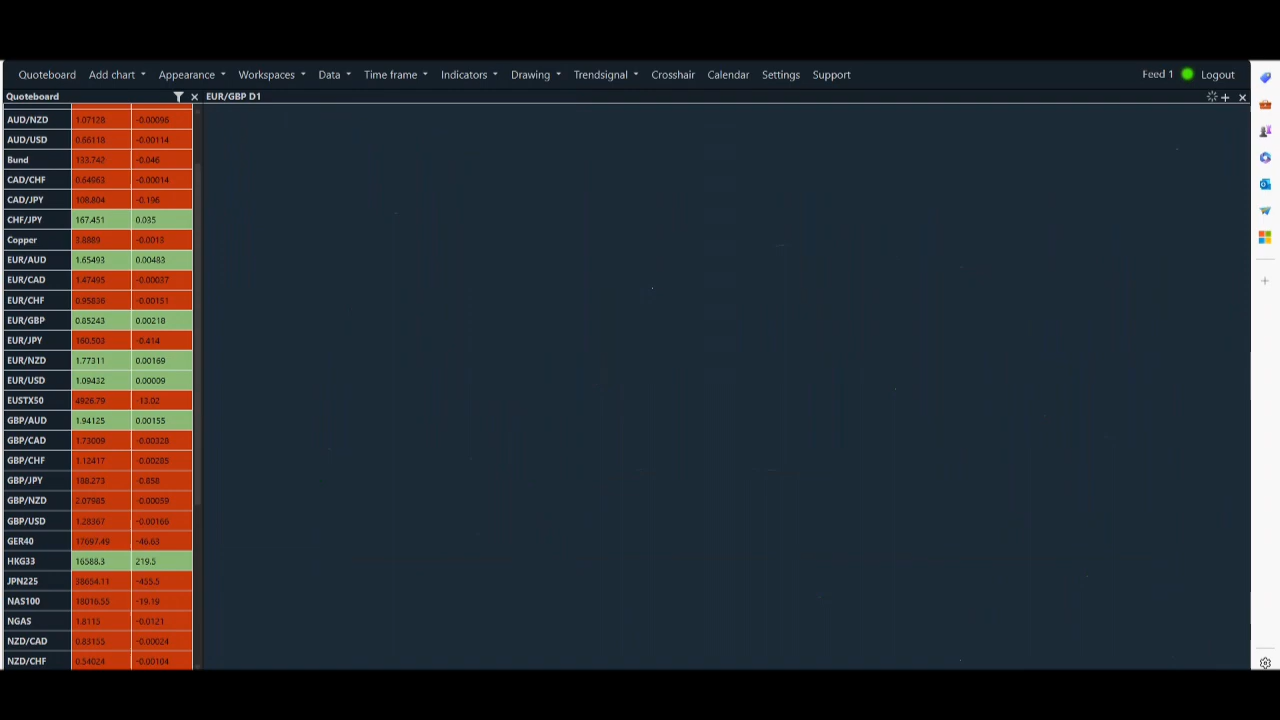 Quoteboard Add chart Appearance Workspaces Data Time frame Indicators Drawing Trendsignal Crosshair Calendar Settings Support Feed 1 Logout
Quoteboard EUR/GBP D1
AUD/NZD 1.07128 -0.00096
AUD/USD 0.66118 -0.00114
Bund 133.742 -0.046
CAD/CHF 0.64963 -0.00014
CAD/JPY 108.804 -0.196
CHF/JPY 167.451 0.035
Copper 3.8889 -0.0013
EUR/AUD 1.65493 0.00483
EUR/CAD 1.47495 -0.00037
EUR/CHF 0.95836 -0.00151
EUR/GBP 0.85243 0.00218
EUR/JPY 160.503 -0.414
EUR/NZD 1.77311 0.00169
EUR/USD 1.09432 0.00009
EUSTX50 4926.79 -13.02
GBP/AUD 1.94125 0.00155
GBP/CAD 1.73009 -0.00328
GBP/CHF 1.12417 -0.00285
GBP/JPY 188.273 -0.858
GBP/NZD 2.07985 -0.00059
GBP/USD 1.28367 -0.00166
GER40 17697.49 -46.63
HKG33 16588.3 219.5
JPN225 38654.11 -455.5
NAS100 18016.55 -19.19
NGAS 1.8115 -0.0121
NZD/CAD 0.83155 -0.00024
NZD/CHF 0.54024 -0.00104